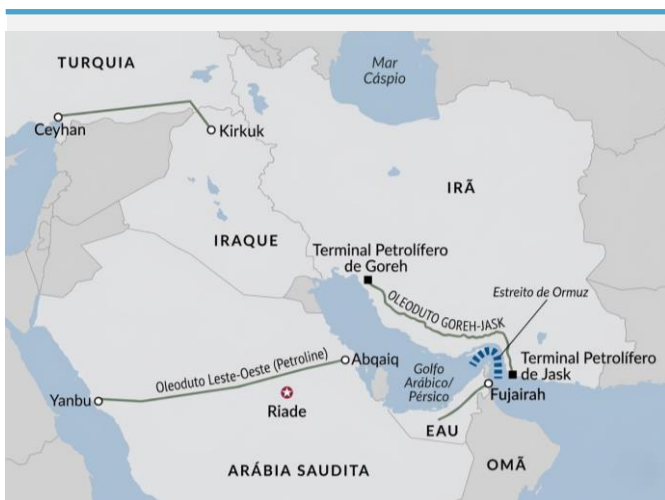 TURQUIA
Mar
Cáspio
Ceyhan
Kirkuk
IRÃ
IRAQUE
Terminal Petrolífero
de Goreh
Estreito de Ormuz
OLEODUTO GOREH-JASK
Oleoduto Leste-Oeste (Petroline)
Abqaiq
Golfo
Arábico/
Pérsico
Terminal Petrolífero
de Jask
Yanbu
Riade
Fujairah
EAU
ARÁBIA SAUDITA
OMÃ